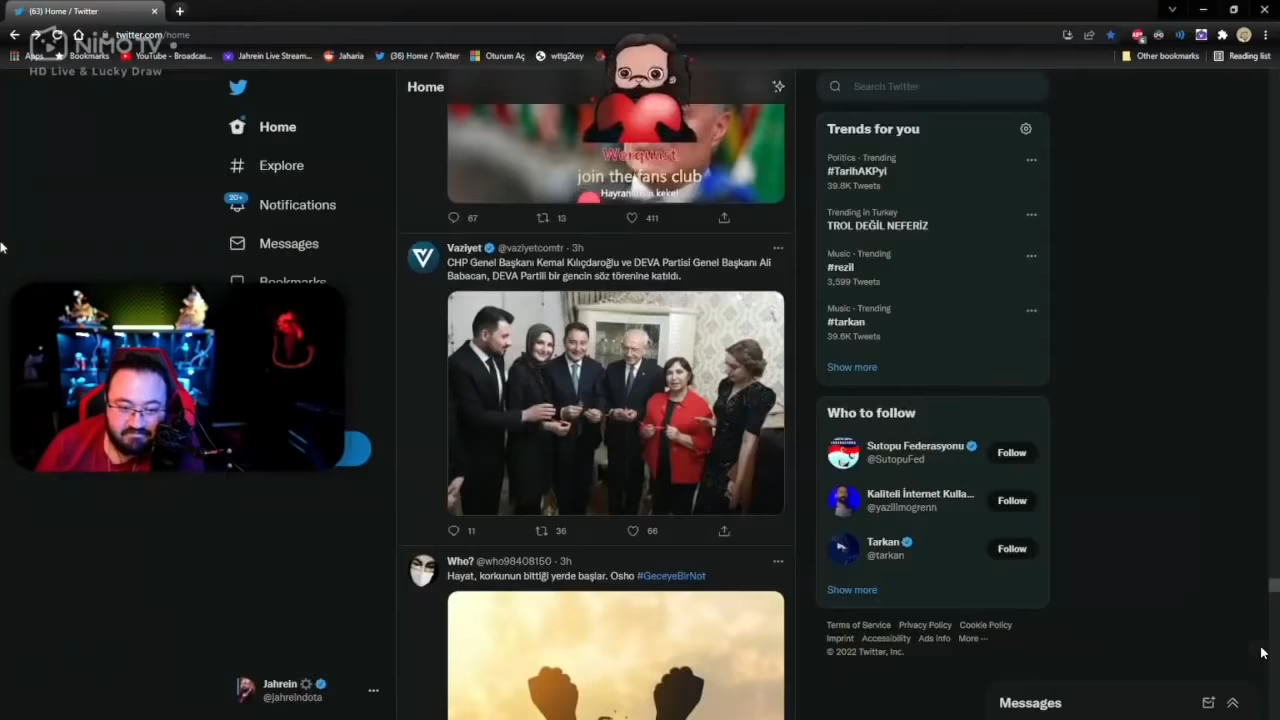 (63) Home / Twitter
twitter.com/home
NiMO TV
HD Live & Lucky Draw
Apps
Bookmarks
YouTube - Broadcas...
Jahrein Live Stream...
Jaharia
(36) Home / Twitter
Oturum Aç
wttg2key
Other bookmarks
Reading list
Home
Explore
20+
Notifications
Messages
Bookmarks
Jahrein
@jahreindota
Home
Werquist
join the fans club
67
13
411
Vaziyet @vaziyetcomtr · 3h
CHP Genel Başkanı Kemal Kılıçdaroğlu ve DEVA Partisi Genel Başkanı Ali
Babacan, DEVA Partili bir gencin söz törenine katıldı.
11
36
66
Who? @who98408150 · 3h
Hayat, korkunun bittiği yerde başlar. Osho #GeceyeBirNot
Search Twitter
Trends for you
Politics · Trending
#TarihAKPyi
39.8K Tweets
Trending in Turkey
TROL DEĞİL NEFERİZ
Music · Trending
#rezil
3,599 Tweets
Music · Trending
#tarkan
39.6K Tweets
Show more
Who to follow
Sutopu Federasyonu
@SutopuFed
Follow
Kaliteli İnternet Kulla...
@yazilimogrenn
Follow
Tarkan
@tarkan
Follow
Show more
Terms of Service Privacy Policy Cookie Policy
Imprint Accessibility Ads info More ···
© 2022 Twitter, Inc.
Messages